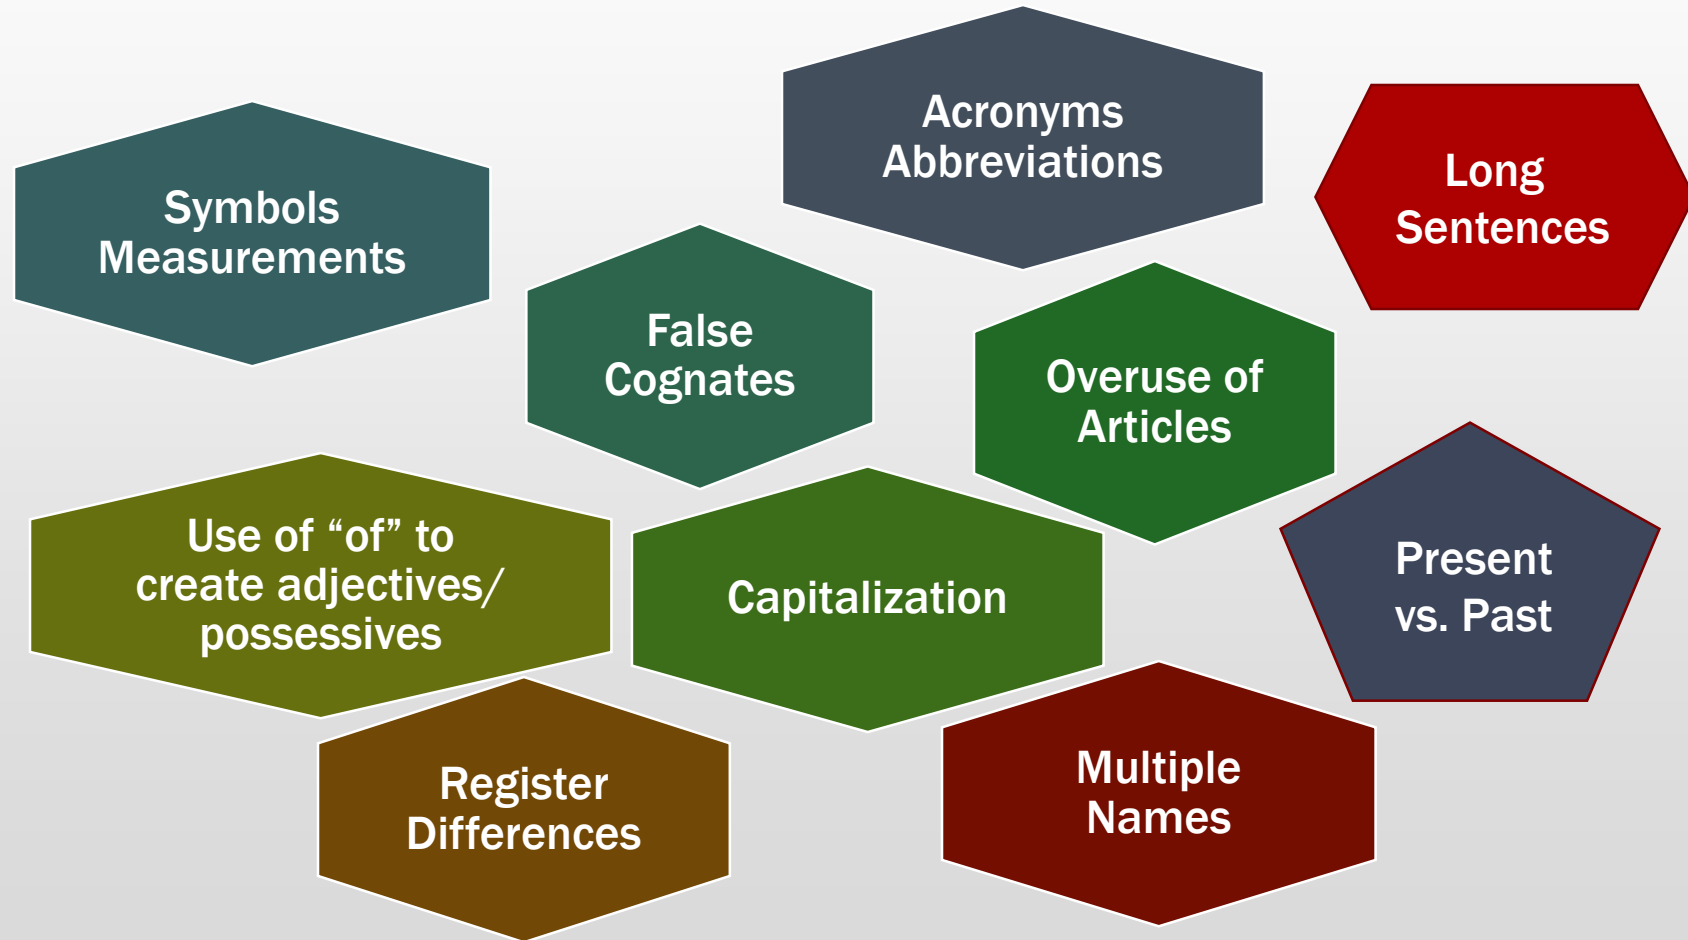 Acronyms
Abbreviations
Long
Sentences
Symbols
Measurements
False
Cognates
Overuse of
Articles
Use of “of” to
create adjectives/
possessives
Capitalization
Present
vs. Past
Register
Differences
Multiple
Names